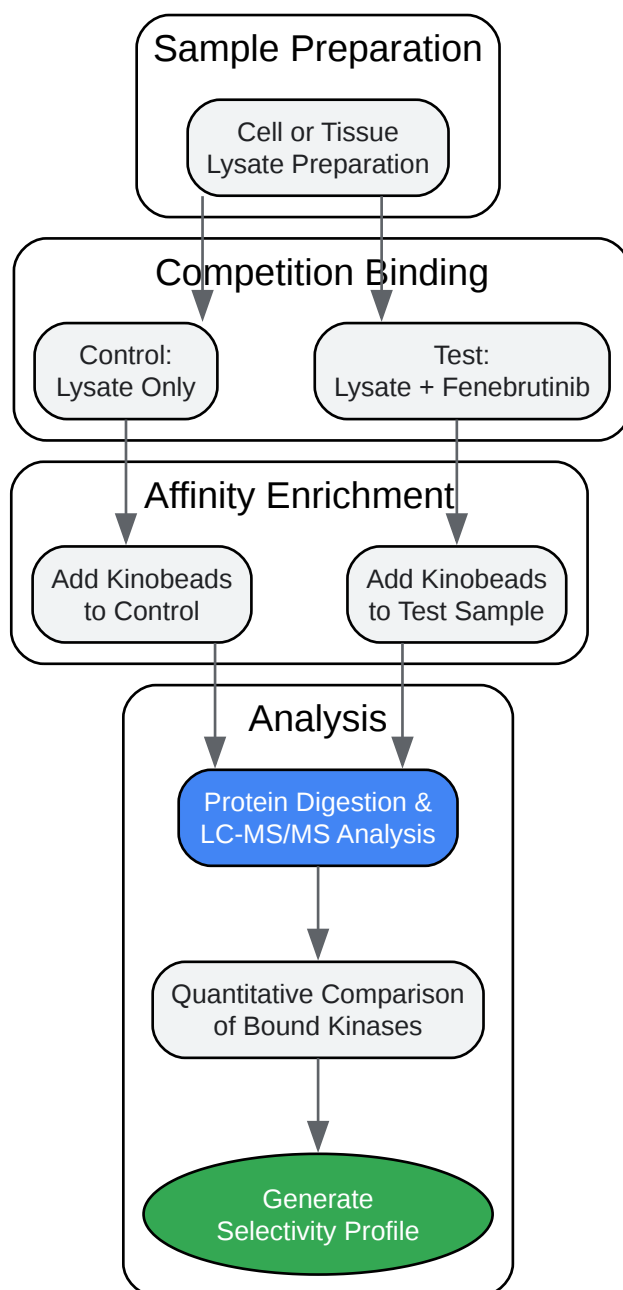 Sample Preparation
Cell or Tissue
Lysate Preparation
Competition Binding
Control:
Lysate Only
Test:
Lysate + Fenebrutinib
Affinity Enrichment
Add Kinobeads
to Control
Add Kinobeads
to Test Sample
Analysis
Protein Digestion &
LC-MS/MS Analysis
Quantitative Comparison
of Bound Kinases
Generate
Selectivity Profile